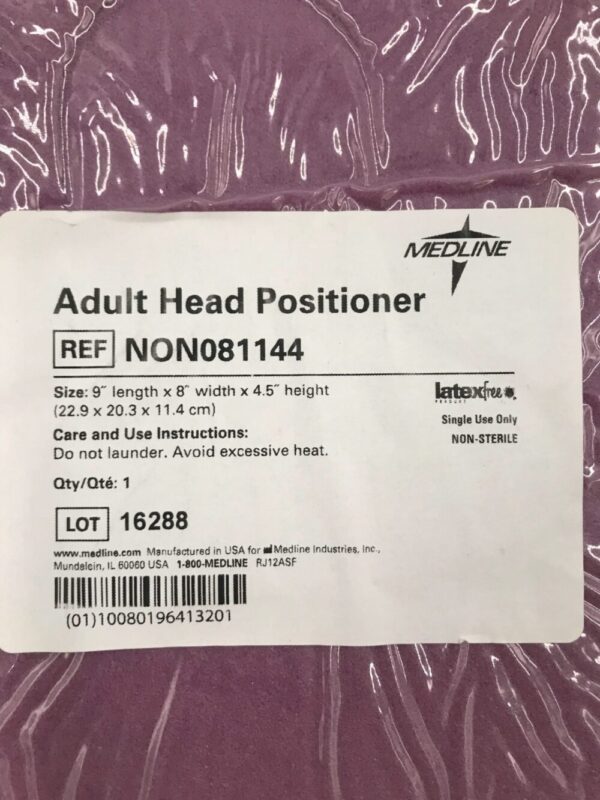 MEDLINE
Adult Head Positioner
REF NON081144
Size: 9″ length x 8″ width x 4.5″ height
(22.9 x 20.3 x 11.4 cm)
latexfree
PRODUCT
Single Use Only
NON-STERILE
Care and Use Instructions:
Do not launder. Avoid excessive heat.
Qty/Qté: 1
LOT 16288
www.medline.com Manufactured in USA for Medline Industries, Inc.,
Mundelein, IL 60060 USA 1-800-MEDLINE RJ12ASF
(01)10080196413201